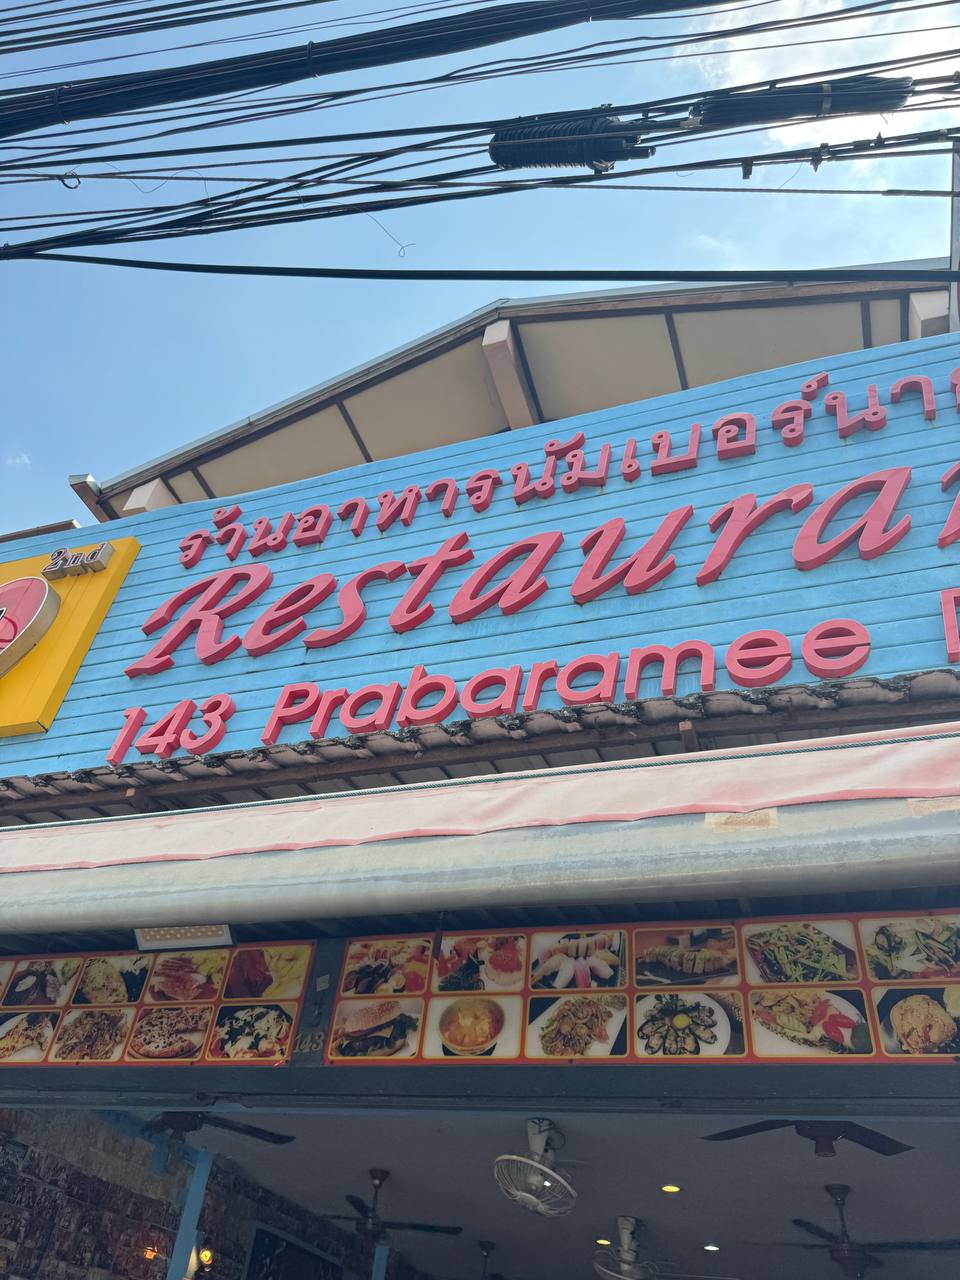 ร้านอาหารนัมเบอร์นา
2nd
Restaura
143 Prabaramee
143